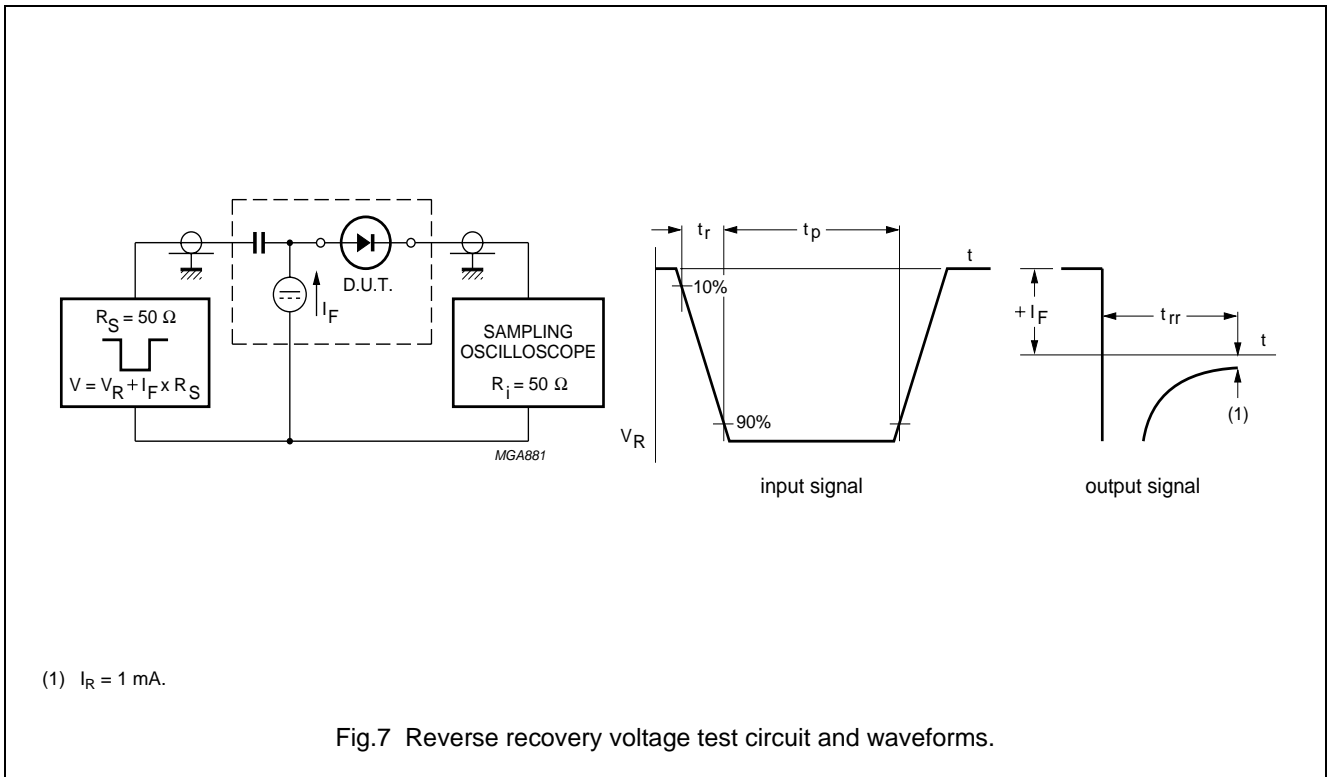 R_S = 50 Ω
V = V_R + I_F x R_S
I_F
D.U.T.
SAMPLING
OSCILLOSCOPE
R_i = 50 Ω
MGA881
t_r
t_p
t
10%
90%
V_R
input signal
+ I_F
t_rr
t
(1)
output signal
(1) I_R = 1 mA.
Fig.7 Reverse recovery voltage test circuit and waveforms.